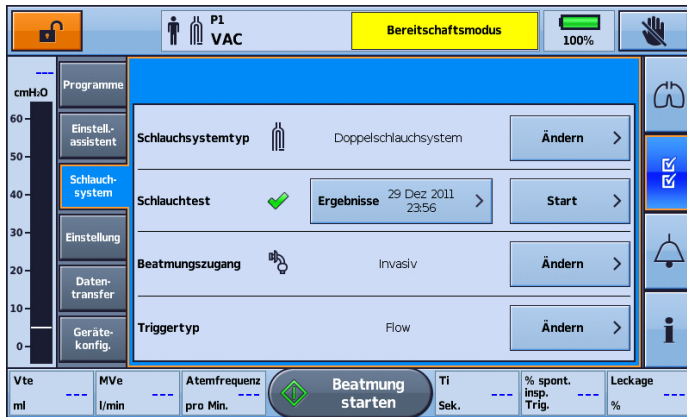 P1
VAC
Bereitschaftsmodus
100%
---
cmH₂O
60
50
40
30
20
10
0
Programme
Einstell.-
assistent
Schlauch-
system
Einstellung
Daten-
transfer
Geräte-
konfig.
Schlauchsystemtyp
Doppelschlauchsystem
Ändern
Schlauchtest
Ergebnisse
29 Dez 2011
23:56
Start
Beatmungszugang
Invasiv
Ändern
Triggertyp
Flow
Ändern
i
Vte
---
ml
MVe
---
l/min
Atemfrequenz
---
pro Min.
Beatmung
starten
Ti
---
Sek.
% spont.
insp.
Trig.
---
Leckage
---
%